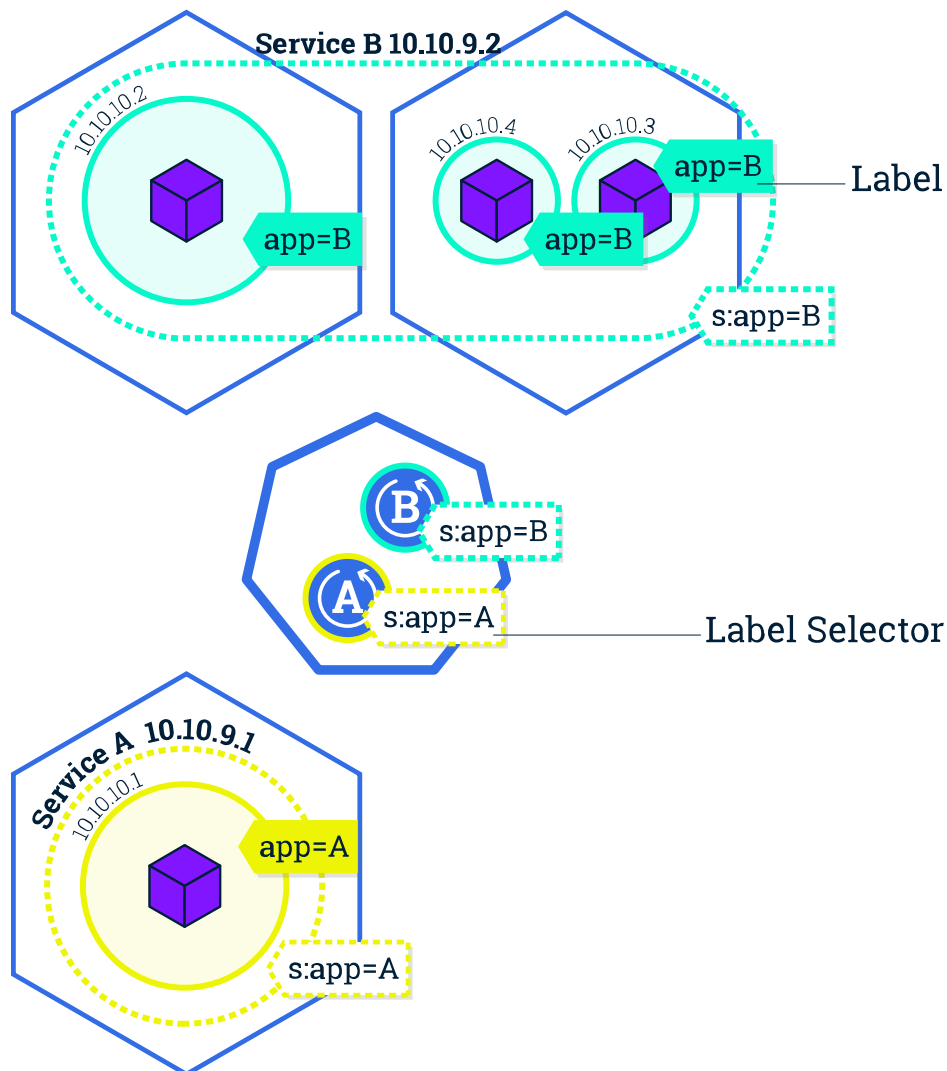 Service B 10.10.9.2
10.10.10.2
10.10.10.4
10.10.10.3
app=B
Label
app=B
app=B
s:app=B
B
s:app=B
A
s:app=A
Label Selector
Service A 10.10.9.1
10.10.10.1
app=A
s:app=A